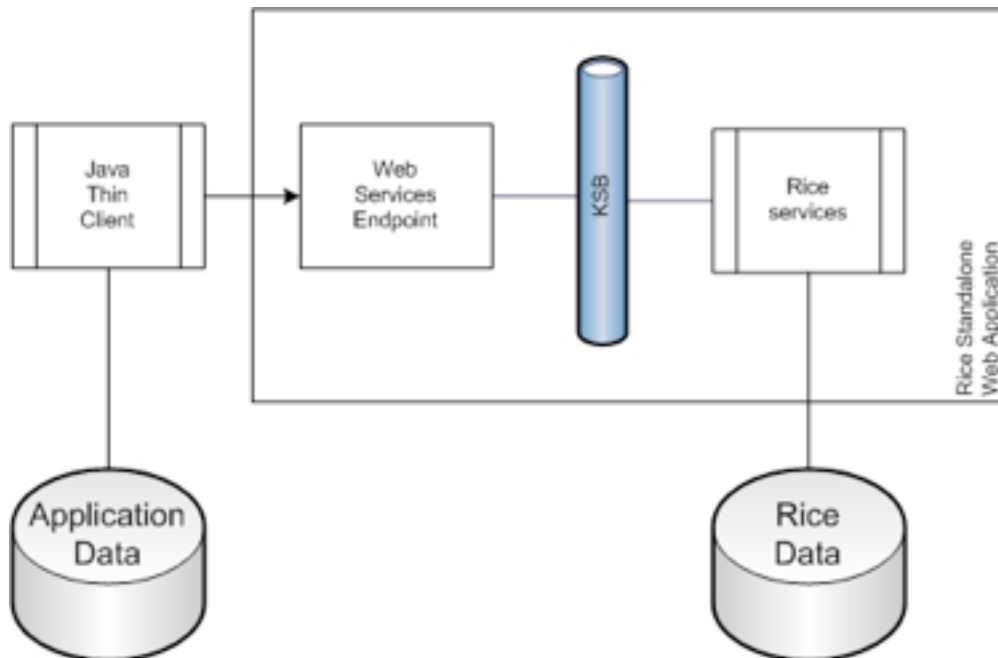 Java
Thin
Client
Web
Services
Endpoint
KSB
Rice
services
Rice Standalone
Web Application
Application
Data
Rice
Data